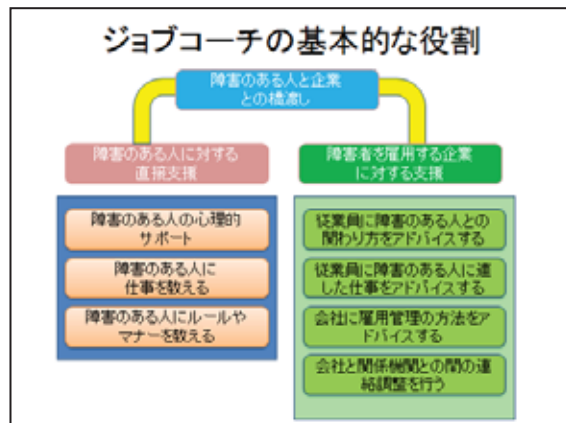 ジョブコーチの基本的な役割
障害のある人と企業
との橋渡し
障害のある人に対する
直接支援
障害者を雇用する企業
に対する支援
障害のある人の心理的
サポート
障害のある人に
仕事を教える
障害のある人にルールや
マナーを教える
従業員に障害のある人との
関わり方をアドバイスする
従業員に障害のある人に適
した仕事をアドバイスする
会社に雇用管理の方法をア
ドバイスする
会社と関係機関との間の連
絡調整を行う